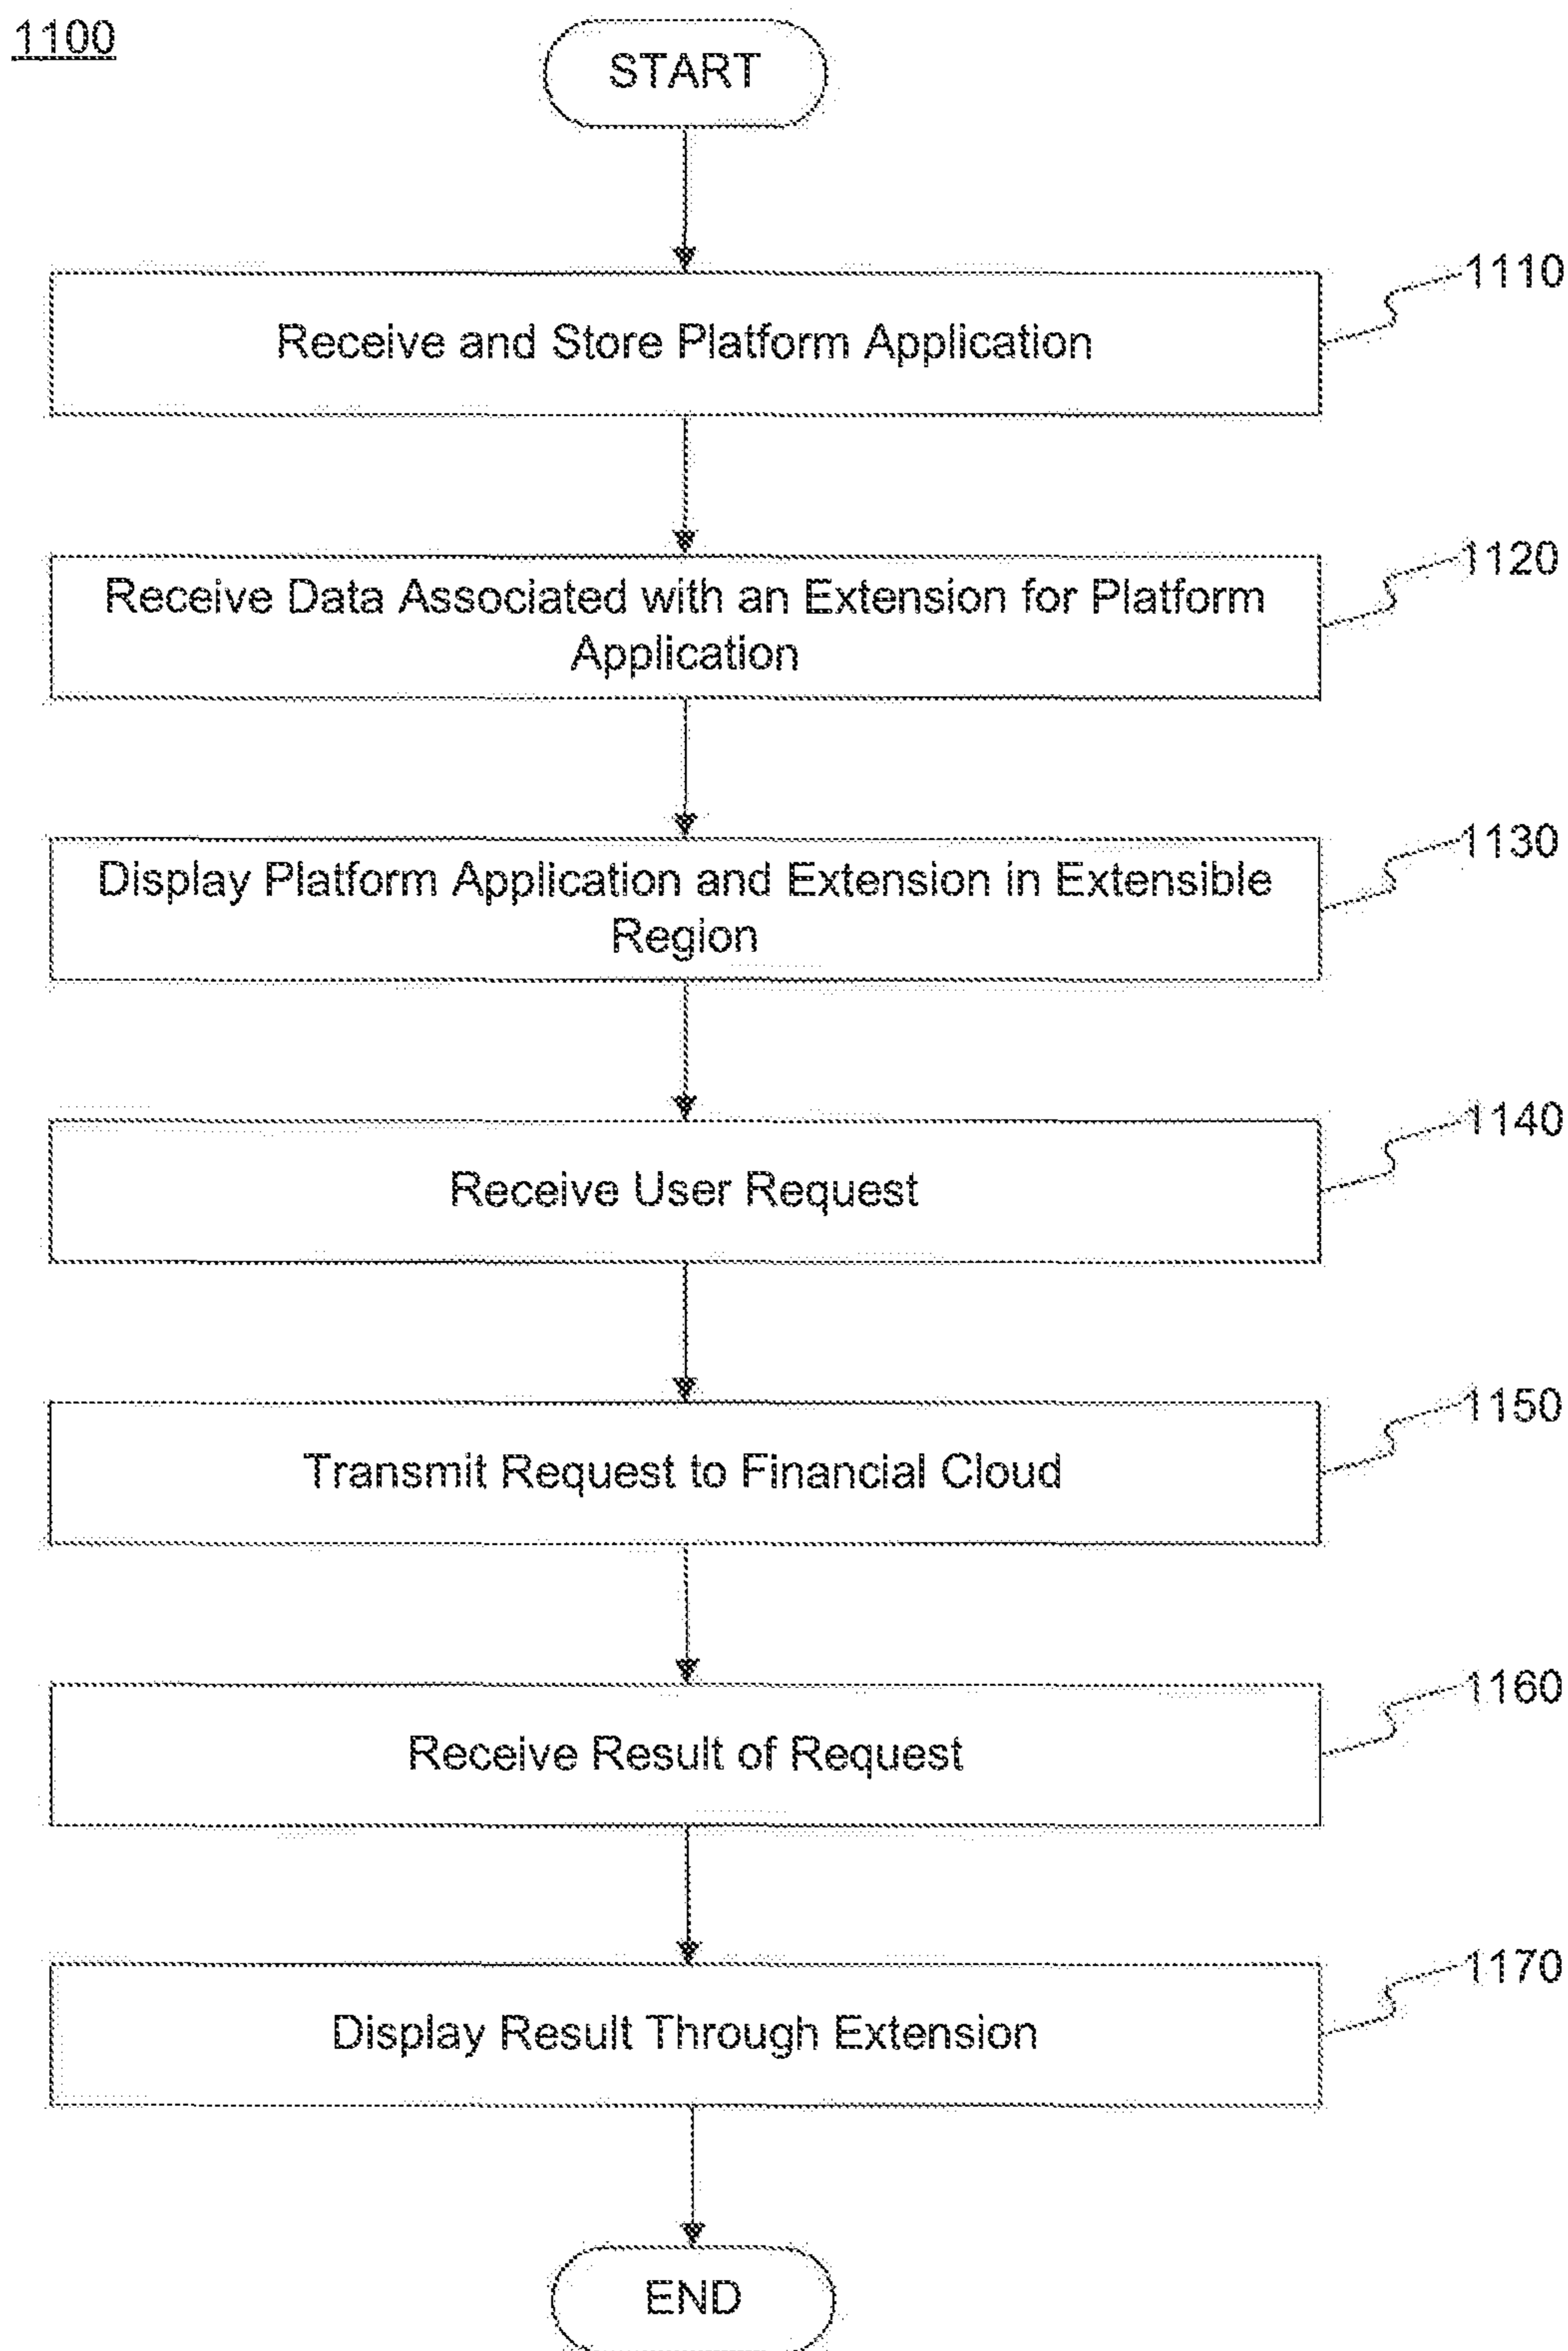 1100
START
Receive and Store Platform Application
1110
Receive Data Associated with an Extension for Platform
Application
1120
Display Platform Application and Extension in Extensible
Region
1130
Receive User Request
1140
Transmit Request to Financial Cloud
1150
Receive Result of Request
1160
Display Result Through Extension
1170
END